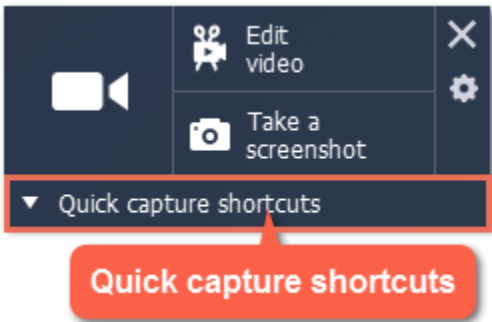 Edit
video
Take a
screenshot
Quick capture shortcuts
Quick capture shortcuts